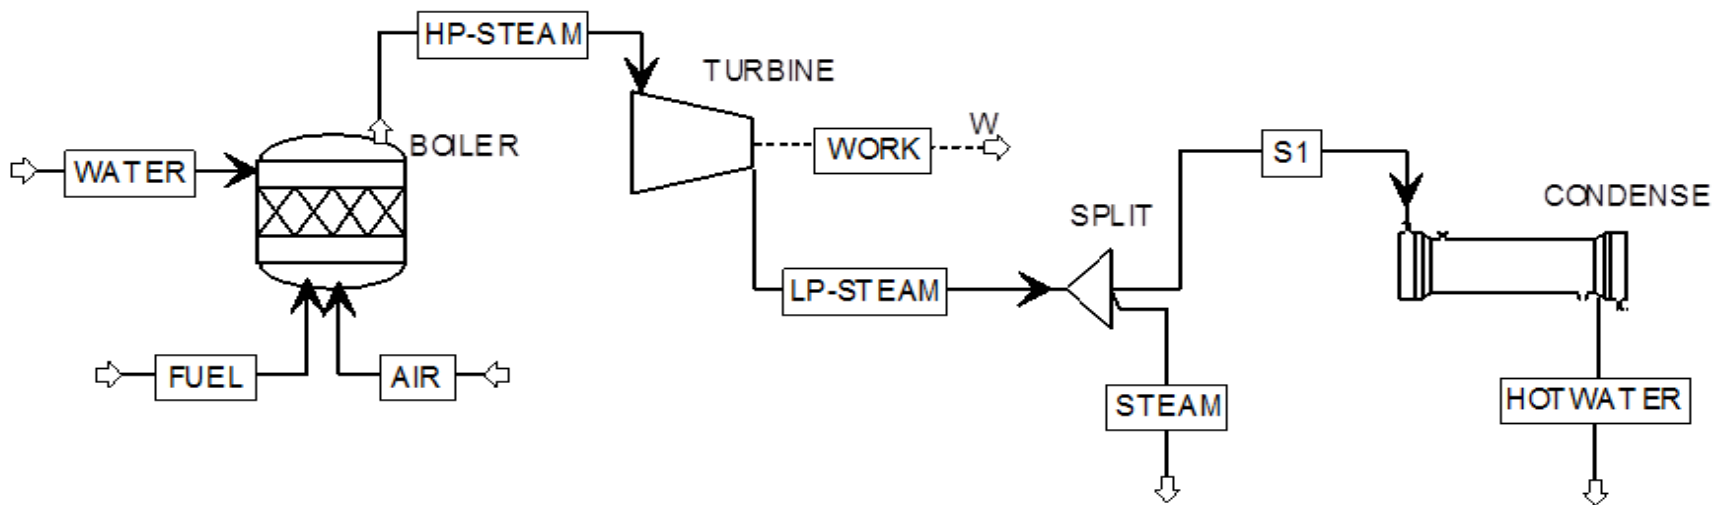 HP-STEAM
TURBINE
W
BOILER
WORK
S1
WATER
CONDENSE
SPLIT
LP-STEAM
FUEL
AIR
STEAM
HOTWATER